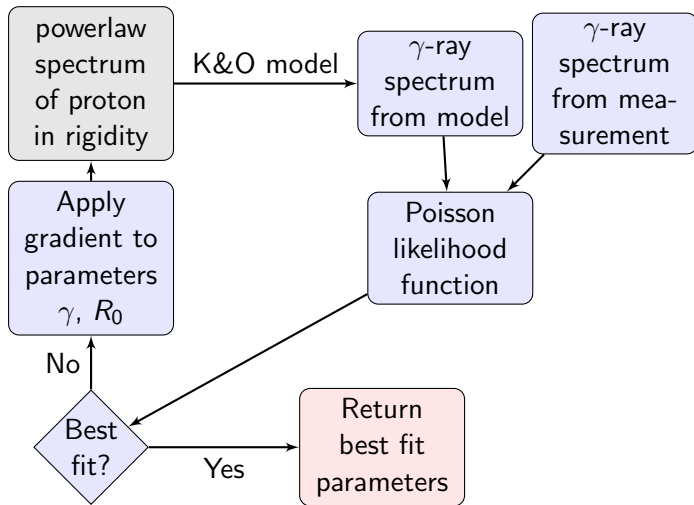 powerlaw
spectrum
of proton
in rigidity
K&O model
γ-ray
spectrum
from model
γ-ray
spectrum
from mea-
surement
Apply
gradient to
parameters
γ, R₀
Poisson
likelihood
function
No
Best
fit?
Yes
Return
best fit
parameters